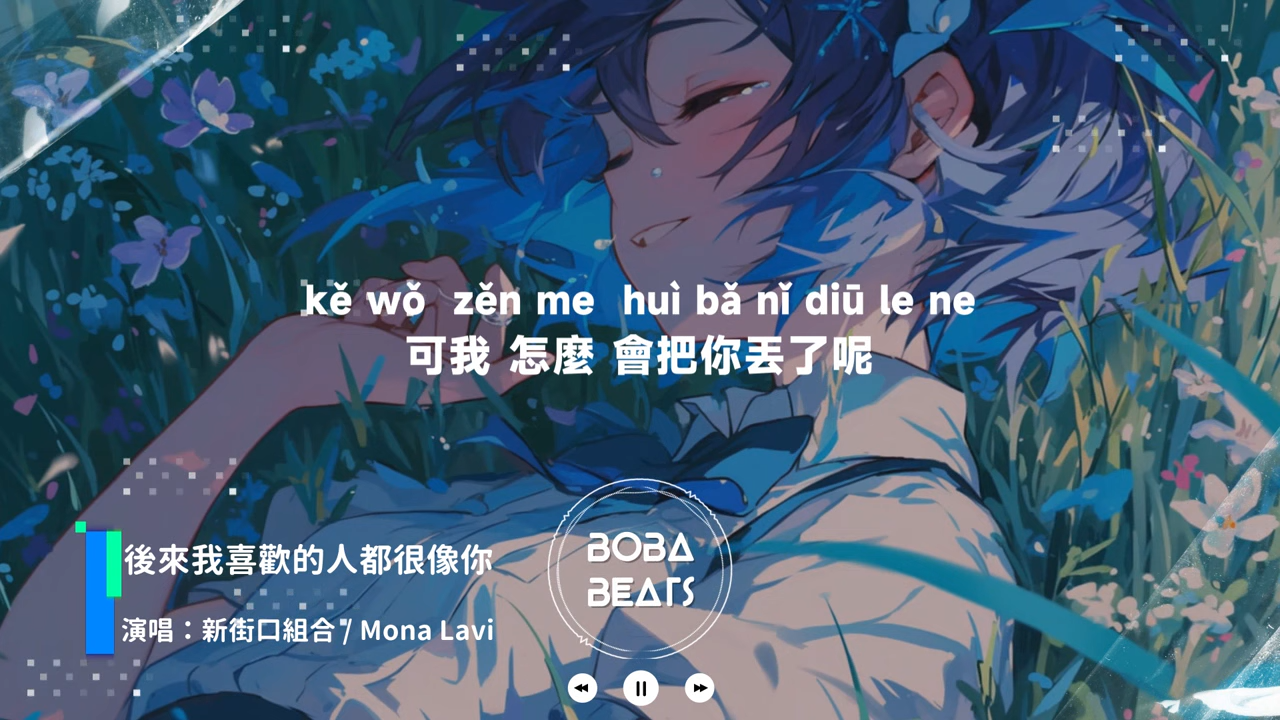 kě wǒ zěn me huì bǎ nǐ diū le ne
可我 怎麼 會把你丟了呢
後來我喜歡的人都很像你
演唱：新街口組合 / Mona Lavi
BOBA
BEATS